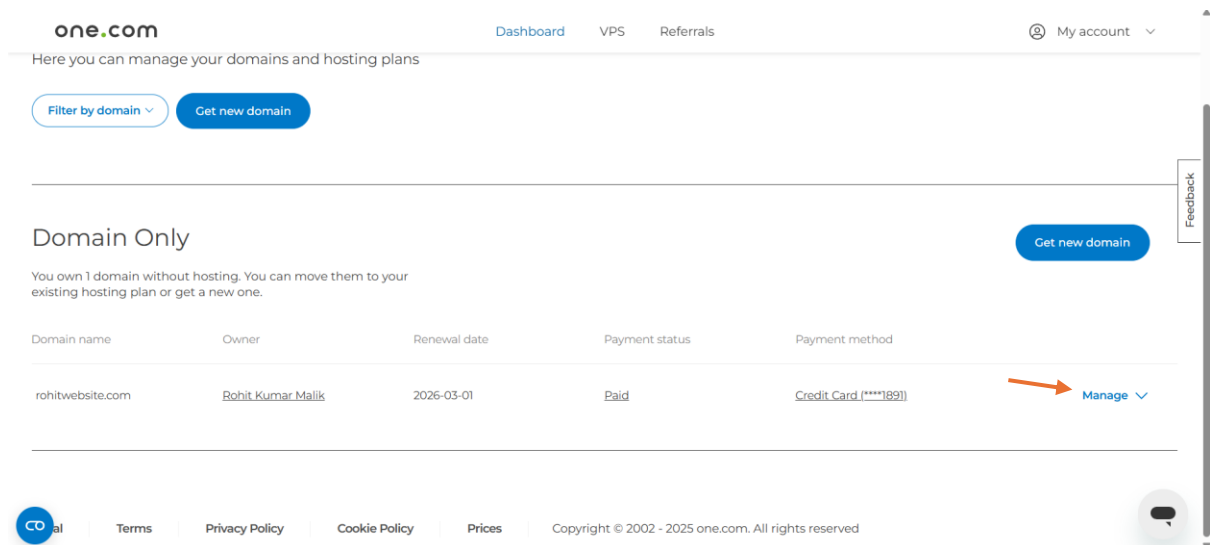 one.com
Dashboard VPS Referrals
My account
Here you can manage your domains and hosting plans
Filter by domain
Get new domain
Feedback
Domain Only
Get new domain
You own 1 domain without hosting. You can move them to your
existing hosting plan or get a new one.
Domain name Owner Renewal date Payment status Payment method
rohitwebsite.com Rohit Kumar Malik 2026-03-01 Paid Credit Card (****1891) Manage
al Terms Privacy Policy Cookie Policy Prices Copyright © 2002 - 2025 one.com. All rights reserved